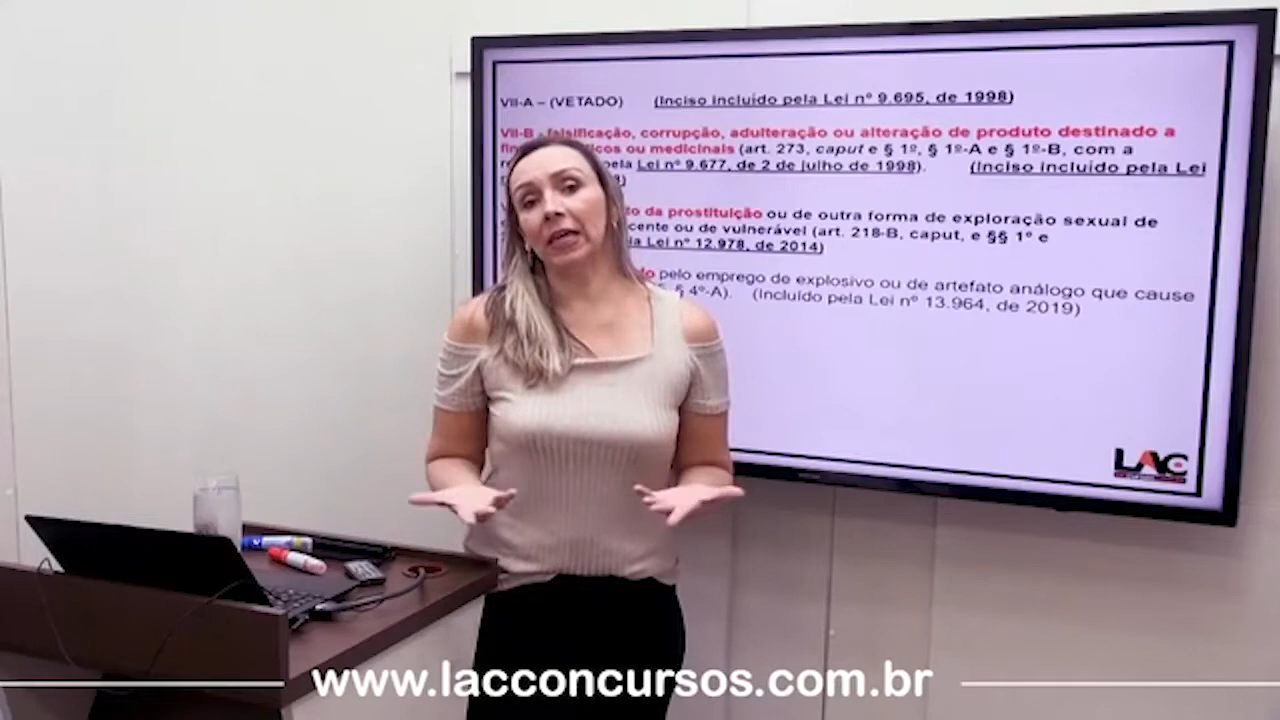 VII-A – (VETADO) (Inciso incluído pela Lei nº 9.695, de 1998)
VII-B - falsificação, corrupção, adulteração ou alteração de produto destinado a
ou medicinais (art. 273, caput e § 1º, § 1º-A e § 1º-B, com a
pela Lei nº 9.677, de 2 de julho de 1998). (Inciso incluído pela Lei
da prostituição ou de outra forma de exploração sexual de
ou de vulnerável (art. 218-B, caput, e §§ 1º e
Lei nº 12.978, de 2014)
pelo emprego de explosivo ou de artefato análogo que cause
§ 4º-A). (Incluído pela Lei nº 13.964, de 2019)
LAC
www.lacconcursos.com.br